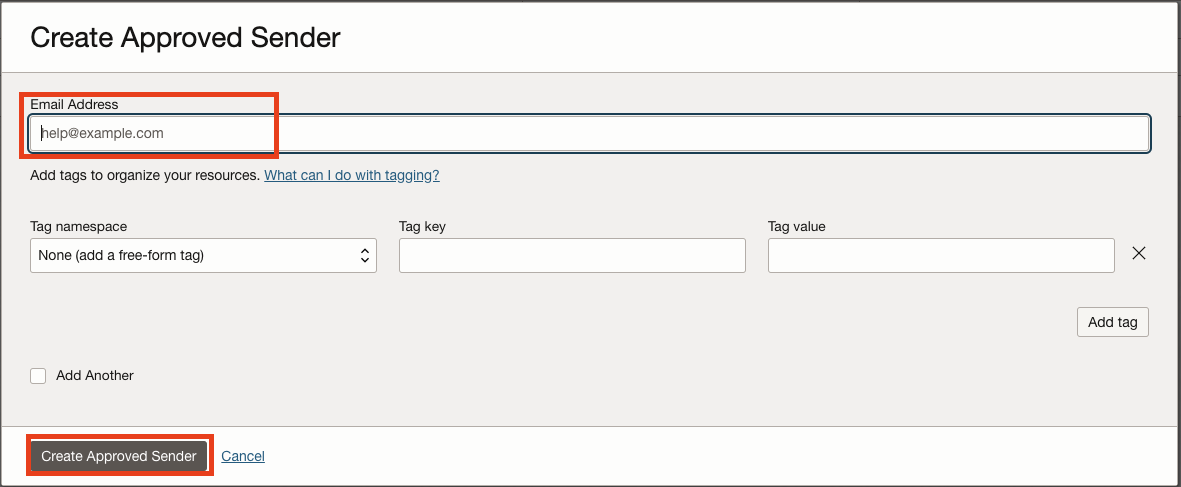 Create Approved Sender
Email Address
help@example.com
Add tags to organize your resources. What can I do with tagging?
Tag namespace Tag key Tag value
None (add a free-form tag)
Add tag
Add Another
Create Approved Sender Cancel